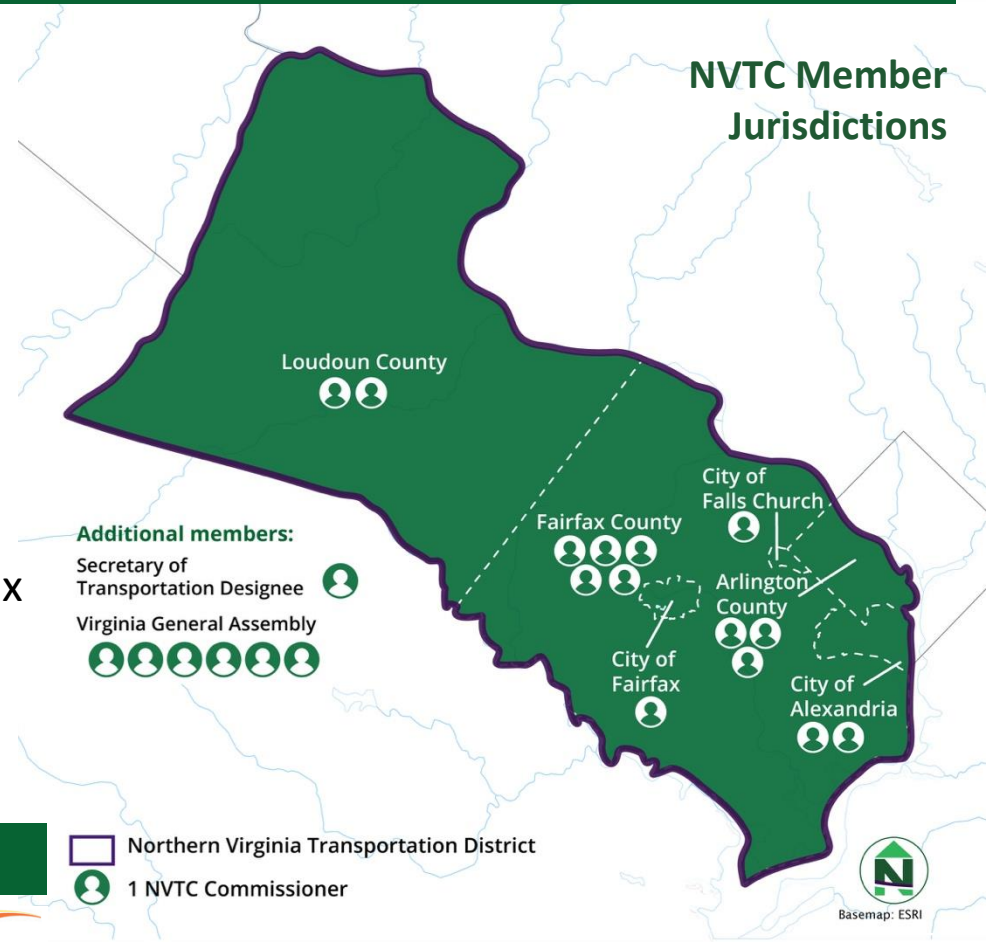 NVTC Member
Jurisdictions
Loudoun County
City of
Falls Church
Fairfax County
Arlington
County
City of
Fairfax
City of
Alexandria
Additional members:
Secretary of
Transportation Designee
Virginia General Assembly
x
Northern Virginia Transportation District
1 NVTC Commissioner
N
Basemap: ESRI